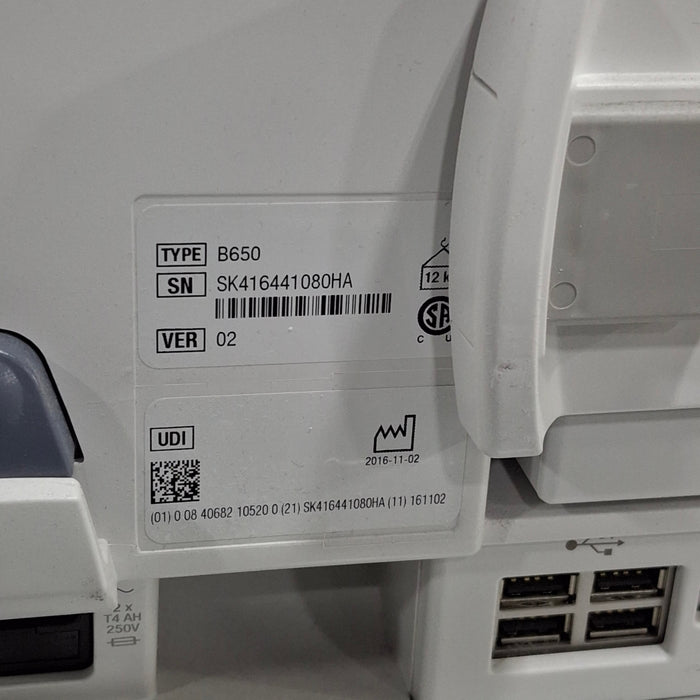 TYPE B650
SN SK416441080HA
12 k
SA
C U
VER 02
UDI
2016-11-02
(01) 0 08 40682 10520 0 (21) SK416441080HA (11) 161102
2 x
T4 AH
250V